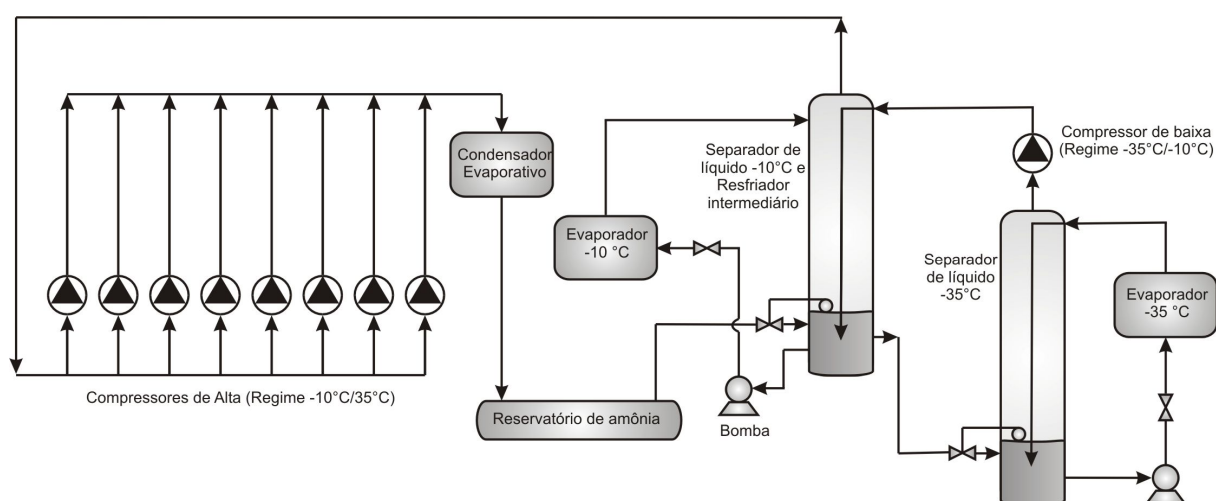 Condensador
Evaporativo
Separador de
líquido -10°C e
Resfriador
intermediário
Compressor de baixa
(Regime -35°C/-10°C)
Evaporador
-10 °C
Separador
de líquido
-35°C
Evaporador
-35 °C
Compressores de Alta (Regime -10°C/35°C)
Reservatório de amônia
Bomba